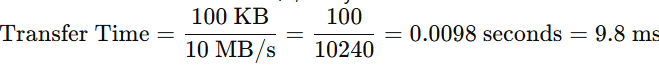 Transfer Time = 100 KB / 10 MB/s = 100 / 10240 = 0.0098 seconds = 9.8 ms